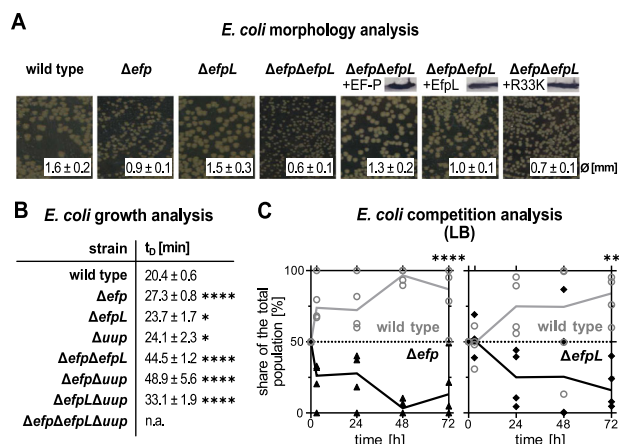 A
E. coli morphology analysis
wild type Δefp ΔefpL ΔefpΔefpL ΔefpΔefpL ΔefpΔefpL ΔefpΔefpL
+EF-P +EfpL +R33K
1.6 ± 0.2 0.9 ± 0.1 1.5 ± 0.3 0.6 ± 0.1 1.3 ± 0.2 1.0 ± 0.1 0.7 ± 0.1 Ø [mm]
B E. coli growth analysis
strain tD [min]
wild type 20.4 ± 0.6
Δefp 27.3 ± 0.8 ****
ΔefpL 23.7 ± 1.7 *
Δuup 24.1 ± 2.3 *
ΔefpΔefpL 44.5 ± 1.2 ****
ΔefpΔuup 48.9 ± 5.6 ****
ΔefpLΔuup 33.1 ± 1.9 ****
ΔefpΔefpLΔuup n.a.
C E. coli competition analysis
(LB)
**** **
share of the total
population [%]
100
50
0
wild type wild type
Δefp ΔefpL
0 24 48 72 0 24 48 72
time [h] time [h]